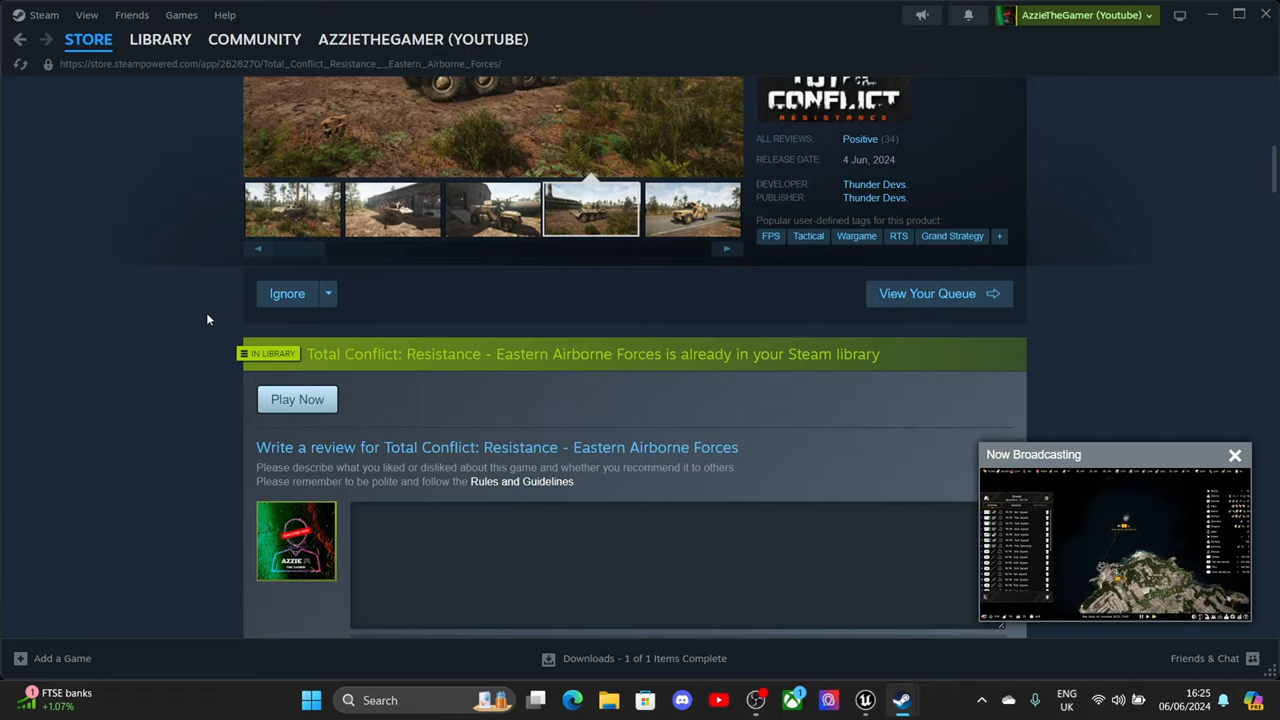 Steam View Friends Games Help AzzieTheGamer (Youtube)
STORE LIBRARY COMMUNITY AZZIETHEGAMER (YOUTUBE)
https://store.steampowered.com/app/2628270/Total_Conflict_Resistance__Eastern_Airborne_Forces/
CONFLICT
RESISTANCE
ALL REVIEWS: Positive (34)
RELEASE DATE: 4 Jun, 2024
DEVELOPER: Thunder Devs.
PUBLISHER: Thunder Devs.
Popular user-defined tags for this product:
FPS Tactical Wargame RTS Grand Strategy +
Ignore View Your Queue
IN LIBRARY Total Conflict: Resistance - Eastern Airborne Forces is already in your Steam library
Play Now
Write a review for Total Conflict: Resistance - Eastern Airborne Forces
Please describe what you liked or disliked about this game and whether you recommend it to others.
Please remember to be polite and follow the Rules and Guidelines.
Now Broadcasting
AZZIE
THE GAMER
Add a Game Downloads - 1 of 1 Items Complete Friends & Chat
1 FTSE banks
+1.07%
Search
1
ENG
UK
16:25
06/06/2024